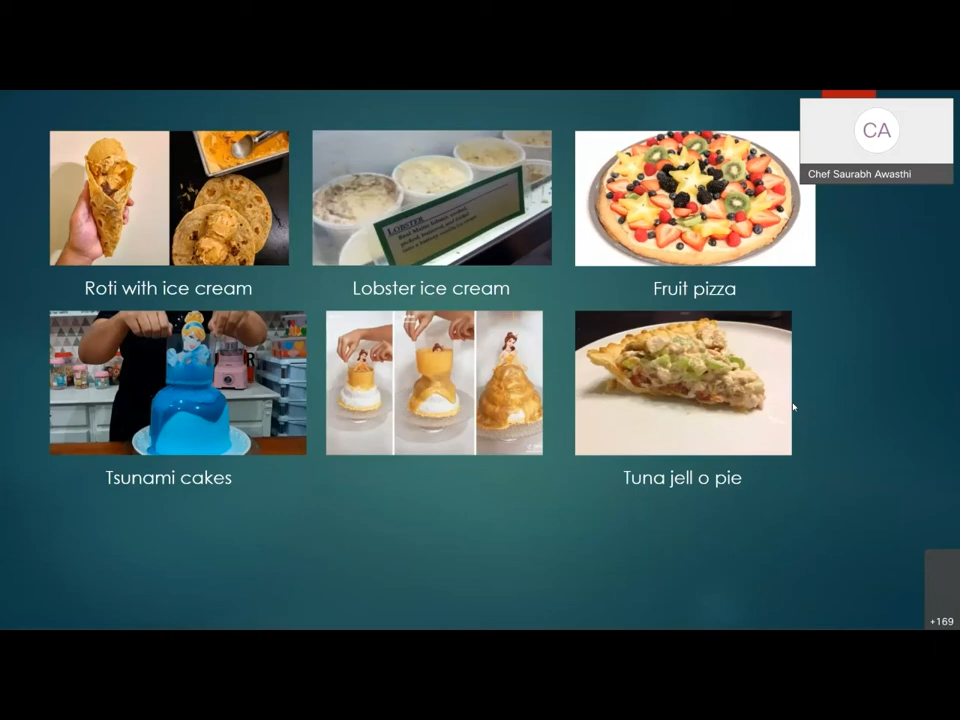 CA
Chef Saurabh Awasthi
LOBSTER
Roti with ice cream
Lobster ice cream
Fruit pizza
Tsunami cakes
Tuna jell o pie
+169